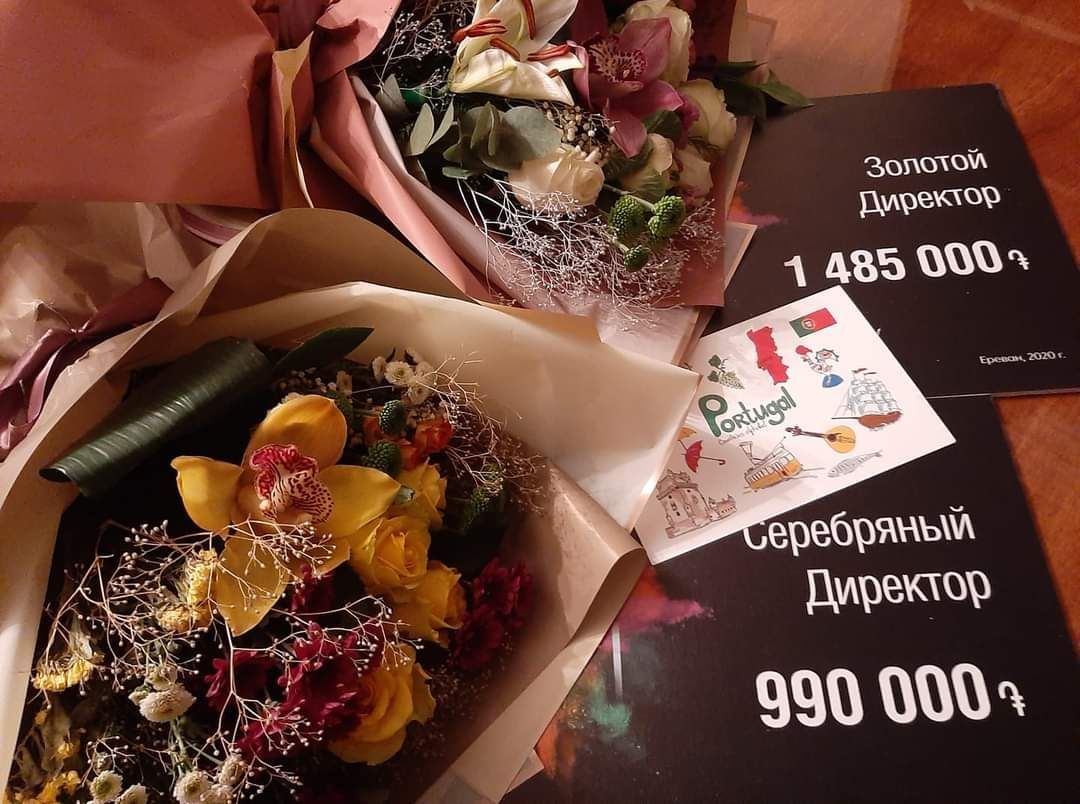 Золотой
Директор
1 485 000 ֏
Ереван, 2020 г.
Portugal
Серебряный
Директор
990 000 ֏